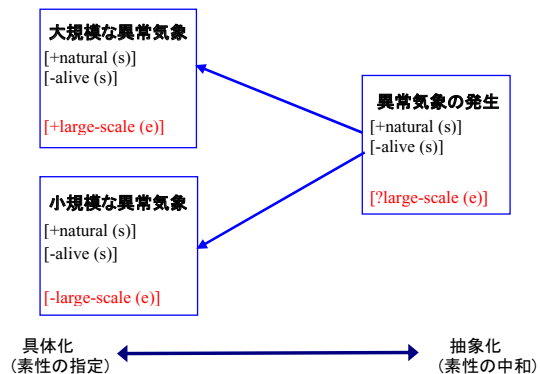 大規模な異常気象
[+natural (s)]
[-alive (s)]
[+large-scale (e)]
異常気象の発生
[+natural (s)]
[-alive (s)]
[?large-scale (e)]
小規模な異常気象
[+natural (s)]
[-alive (s)]
[-large-scale (e)]
具体化
(素性の指定)
抽象化
(素性の中和)